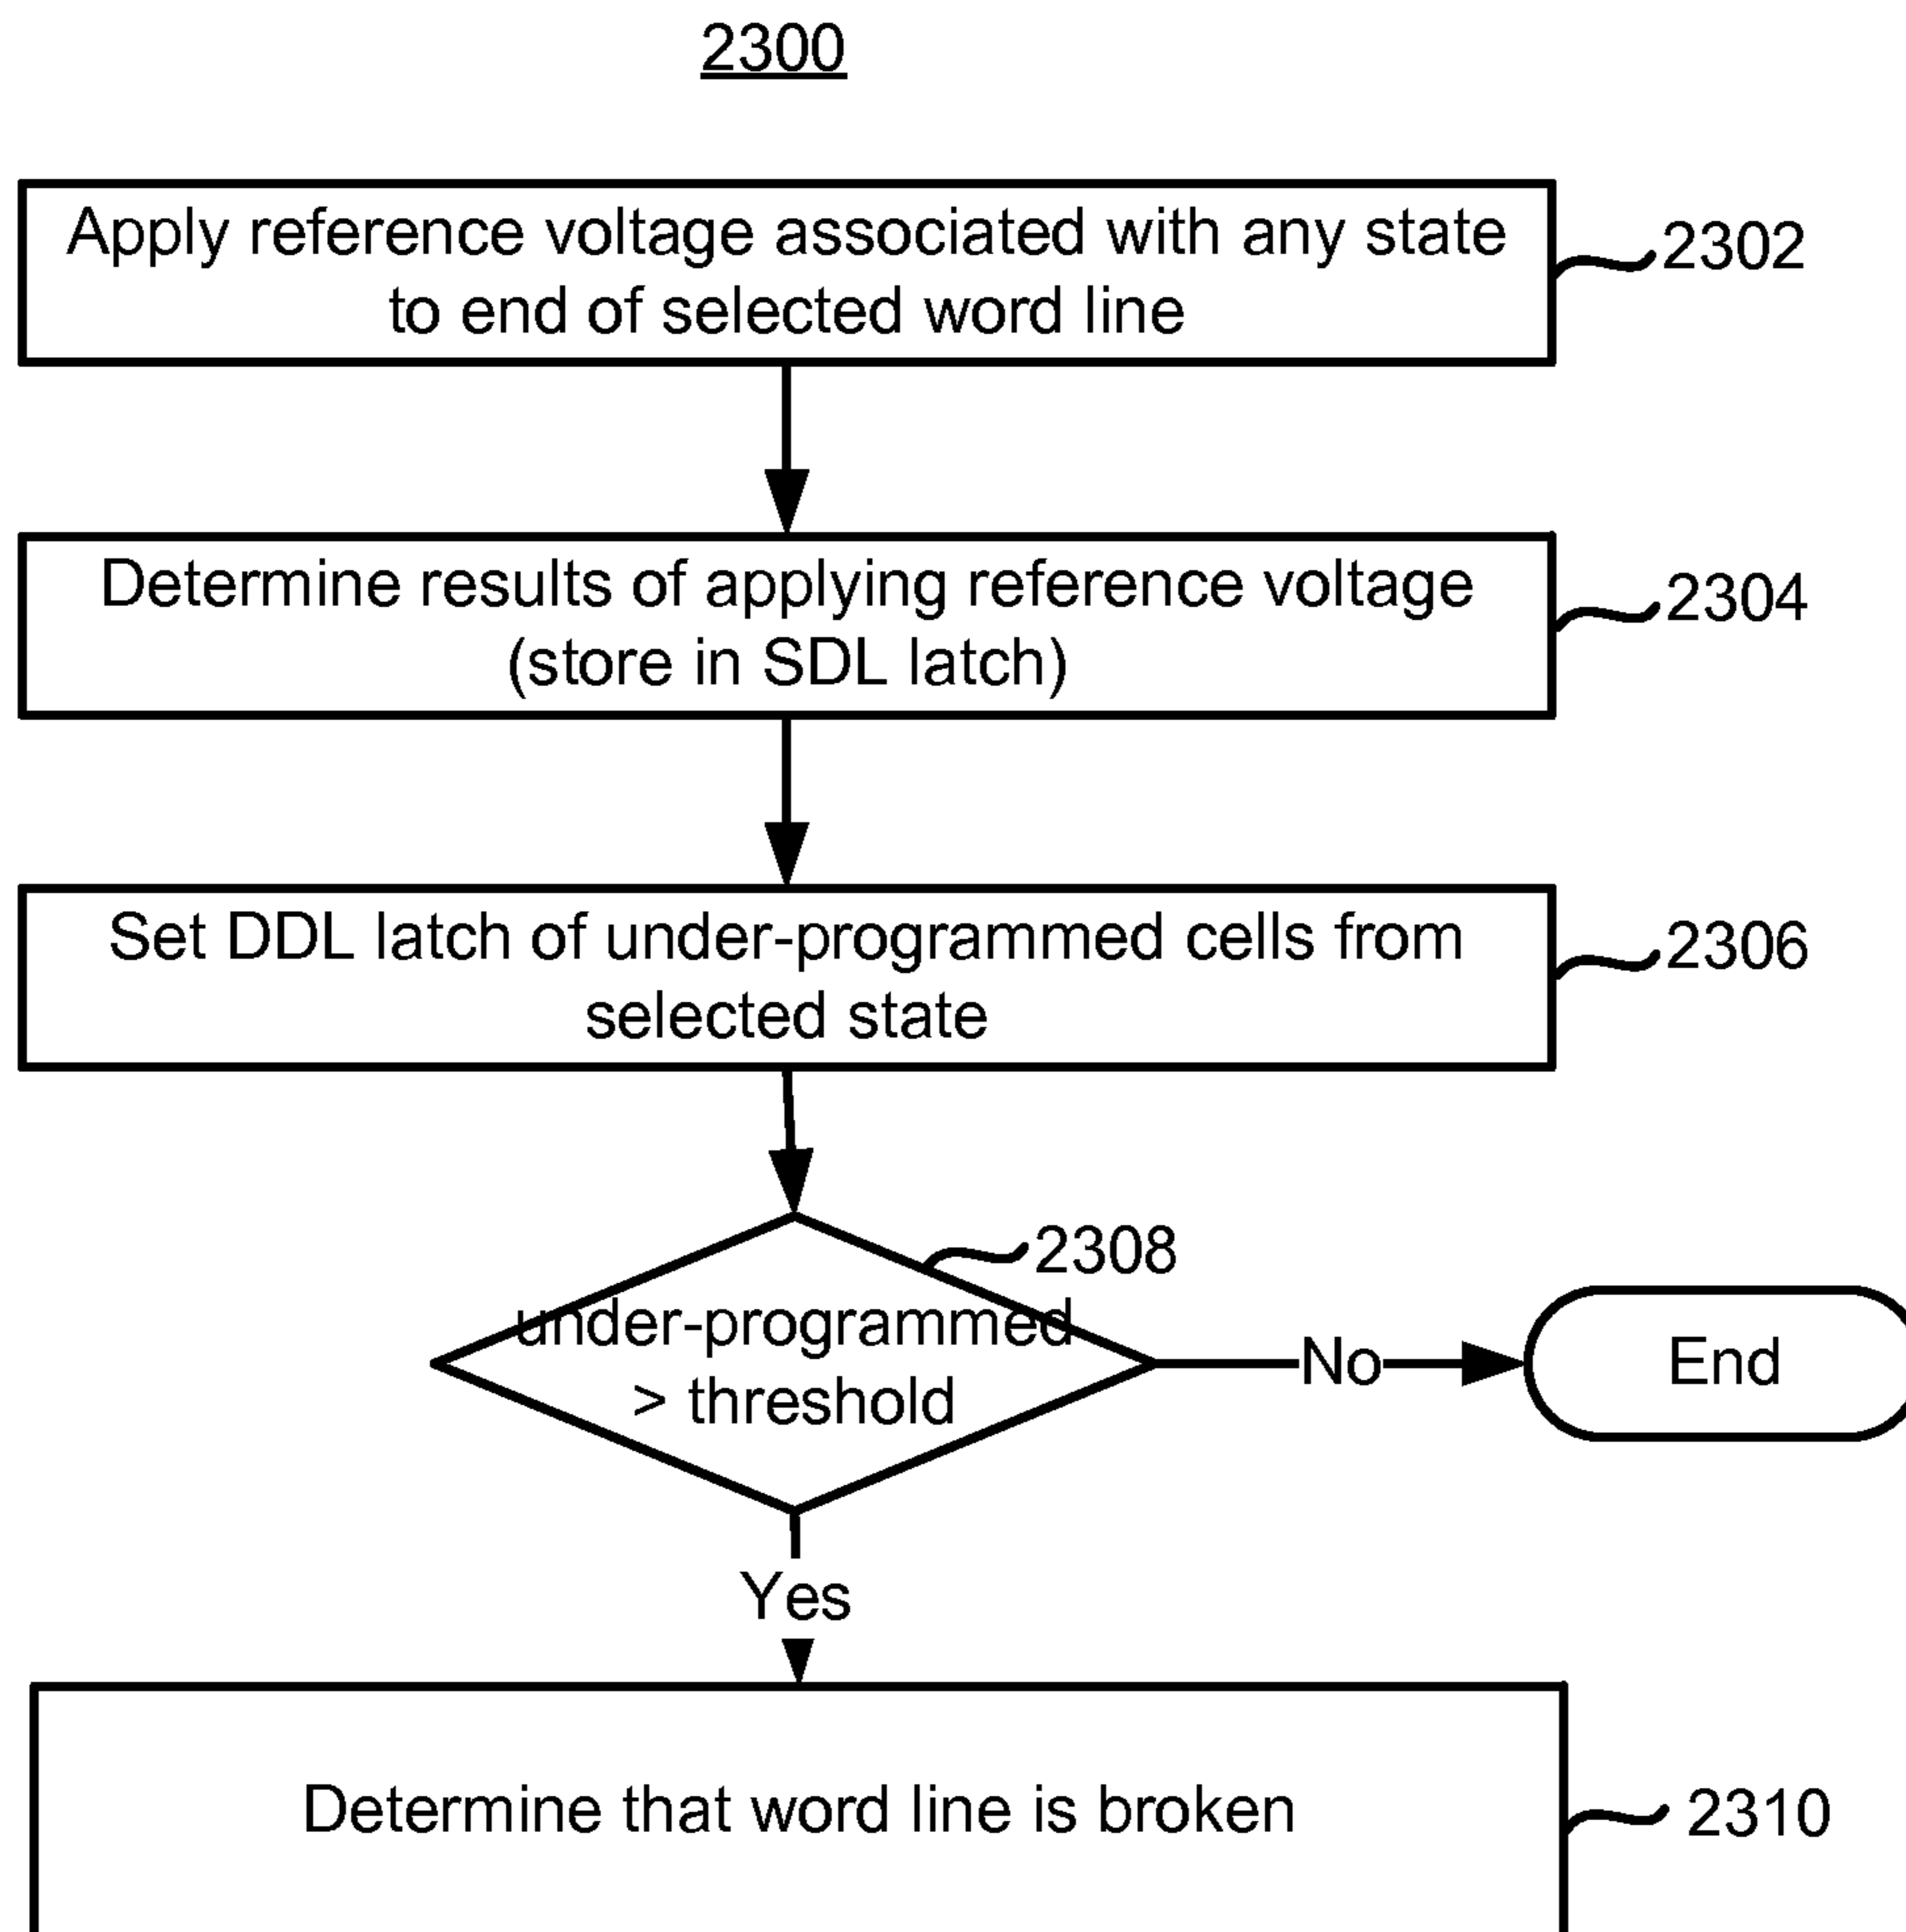 2300
Apply reference voltage associated with any state
to end of selected word line
2302
Determine results of applying reference voltage
(store in SDL latch)
2304
Set DDL latch of under-programmed cells from
selected state
2306
2308
under-programmed
> threshold
No
End
Yes
Determine that word line is broken
2310